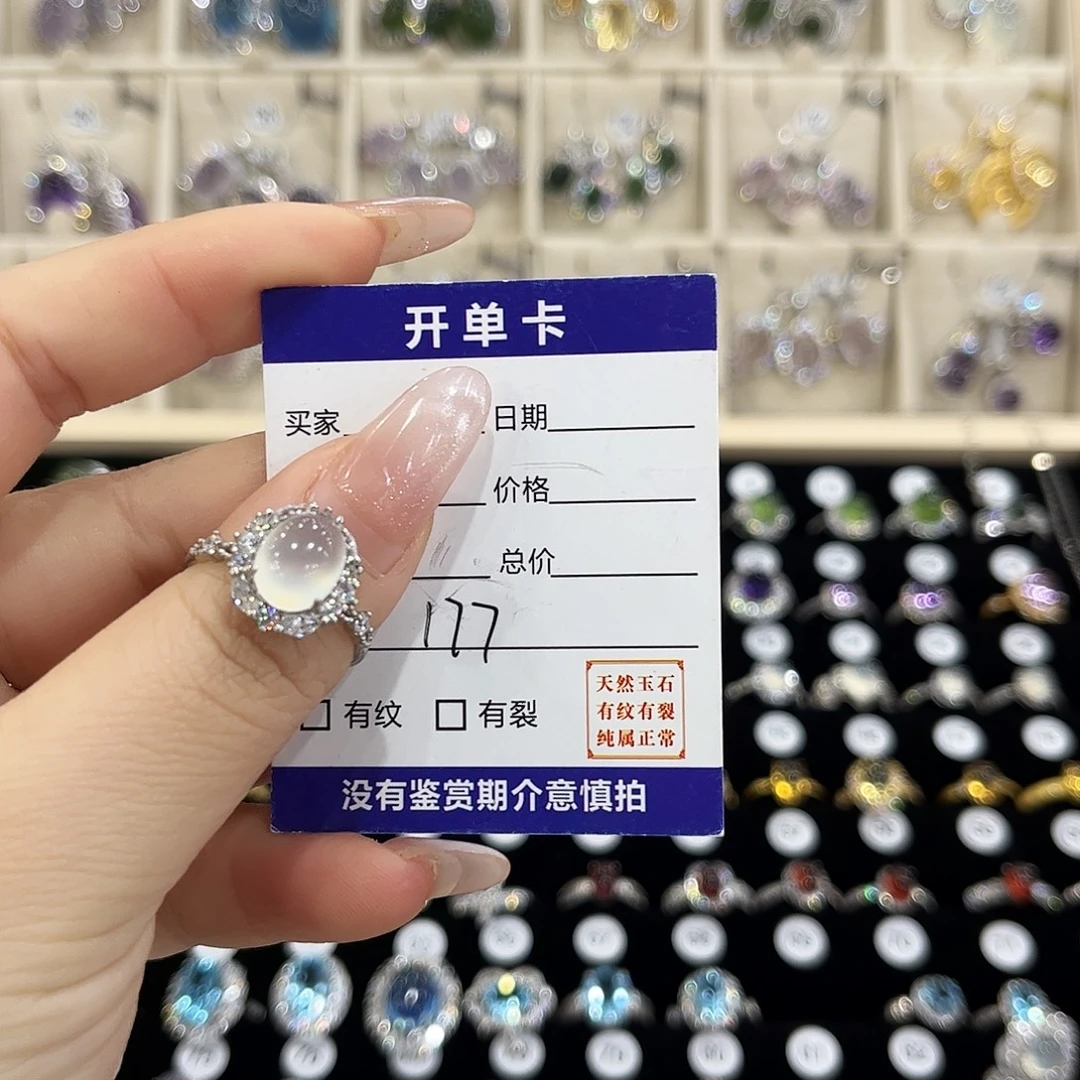 开单卡
买家 日期
价格
总价
177
有纹 有裂
天然玉石
有纹有裂
纯属正常
没有鉴赏期介意慎拍